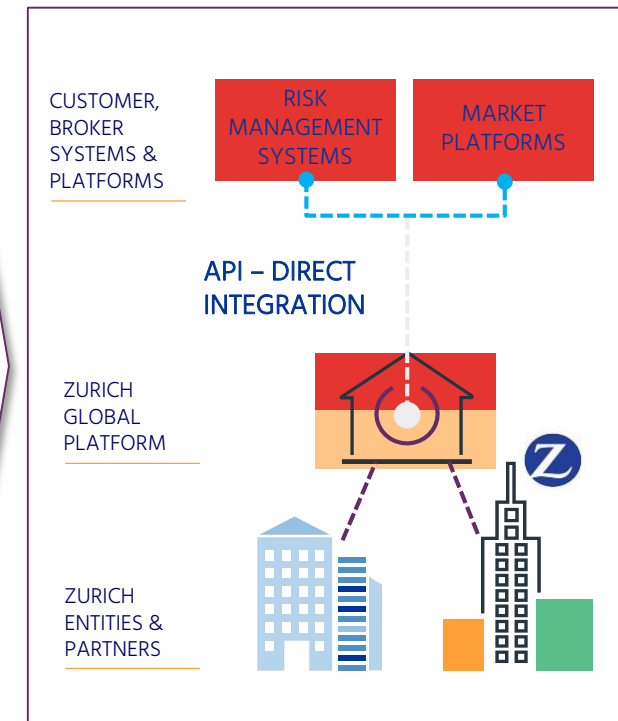 CUSTOMER,
BROKER
SYSTEMS &
PLATFORMS
RISK
MANAGEMENT
SYSTEMS
MARKET
PLATFORMS
API – DIRECT
INTEGRATION
ZURICH
GLOBAL
PLATFORM
Z
ZURICH
ENTITIES &
PARTNERS